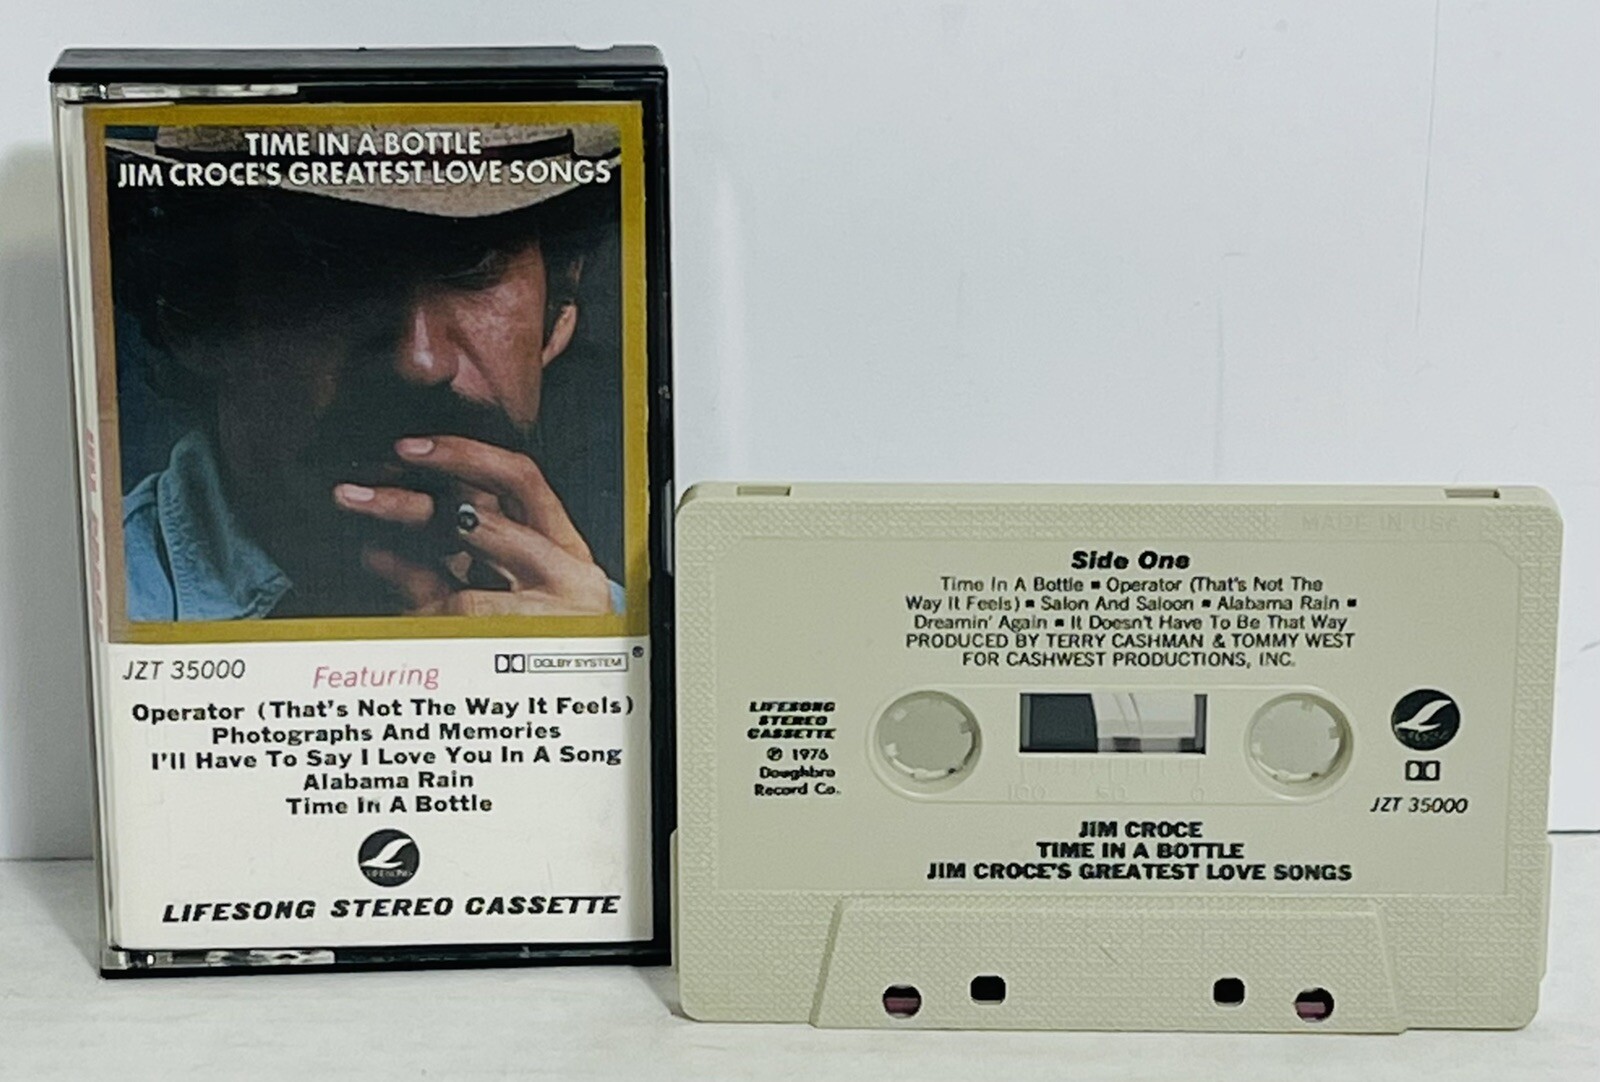 TIME IN A BOTTLE
JIM CROCE'S GREATEST LOVE SONGS
JZT 35000
Featuring
DOLBY SYSTEM ®
Operator (That's Not The Way It Feels)
Photographs And Memories
I'll Have To Say I Love You In A Song
Alabama Rain
Time In A Bottle
LIFESONG STEREO CASSETTE
MADE IN USA
Side One
Time In A Bottle ■ Operator (That's Not The
Way It Feels) ■ Salon And Saloon ■ Alabama Rain ■
Dreamin' Again ■ It Doesn't Have To Be That Way
PRODUCED BY TERRY CASHMAN & TOMMY WEST
FOR CASHWEST PRODUCTIONS, INC.
LIFESONG
STEREO
CASSETTE
℗ 1976
Doughbro
Record Co.
100 50 0
JZT 35000
JIM CROCE
TIME IN A BOTTLE
JIM CROCE'S GREATEST LOVE SONGS